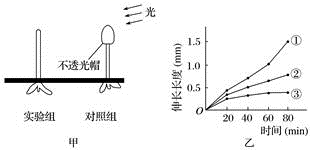 光
不透光帽
实验组 对照组
甲
伸长长度(mm)
1.5
1.0
0.5
0
20 40 60 80
时间(min)
①
②
③
乙